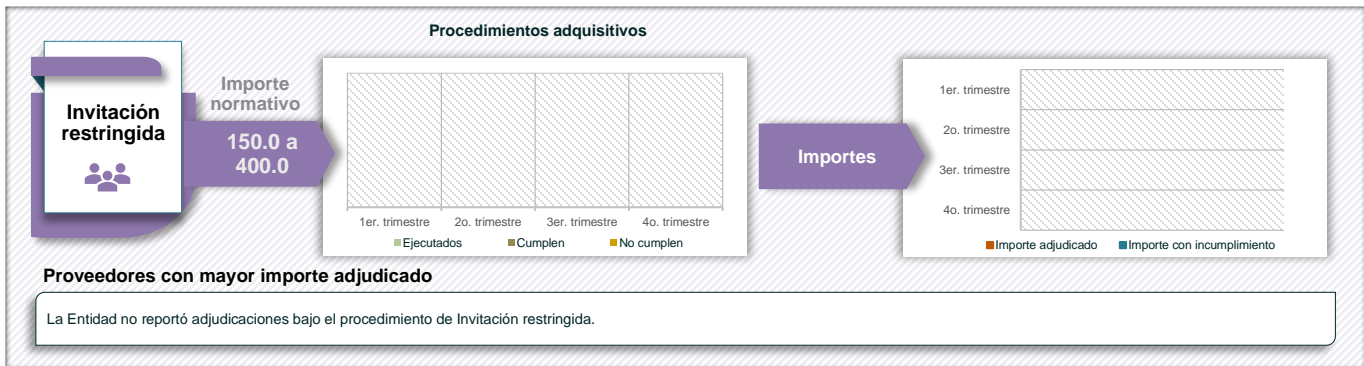 Procedimientos adquisitivos
Invitación
restringida
Importe
normativo
150.0 a
400.0
1er. trimestre 2o. trimestre 3er. trimestre 4o. trimestre
Ejecutados Cumplen No cumplen
Importes
1er. trimestre
2o. trimestre
3er. trimestre
4o. trimestre
Importe adjudicado Importe con incumplimiento
Proveedores con mayor importe adjudicado
La Entidad no reportó adjudicaciones bajo el procedimiento de Invitación restringida.